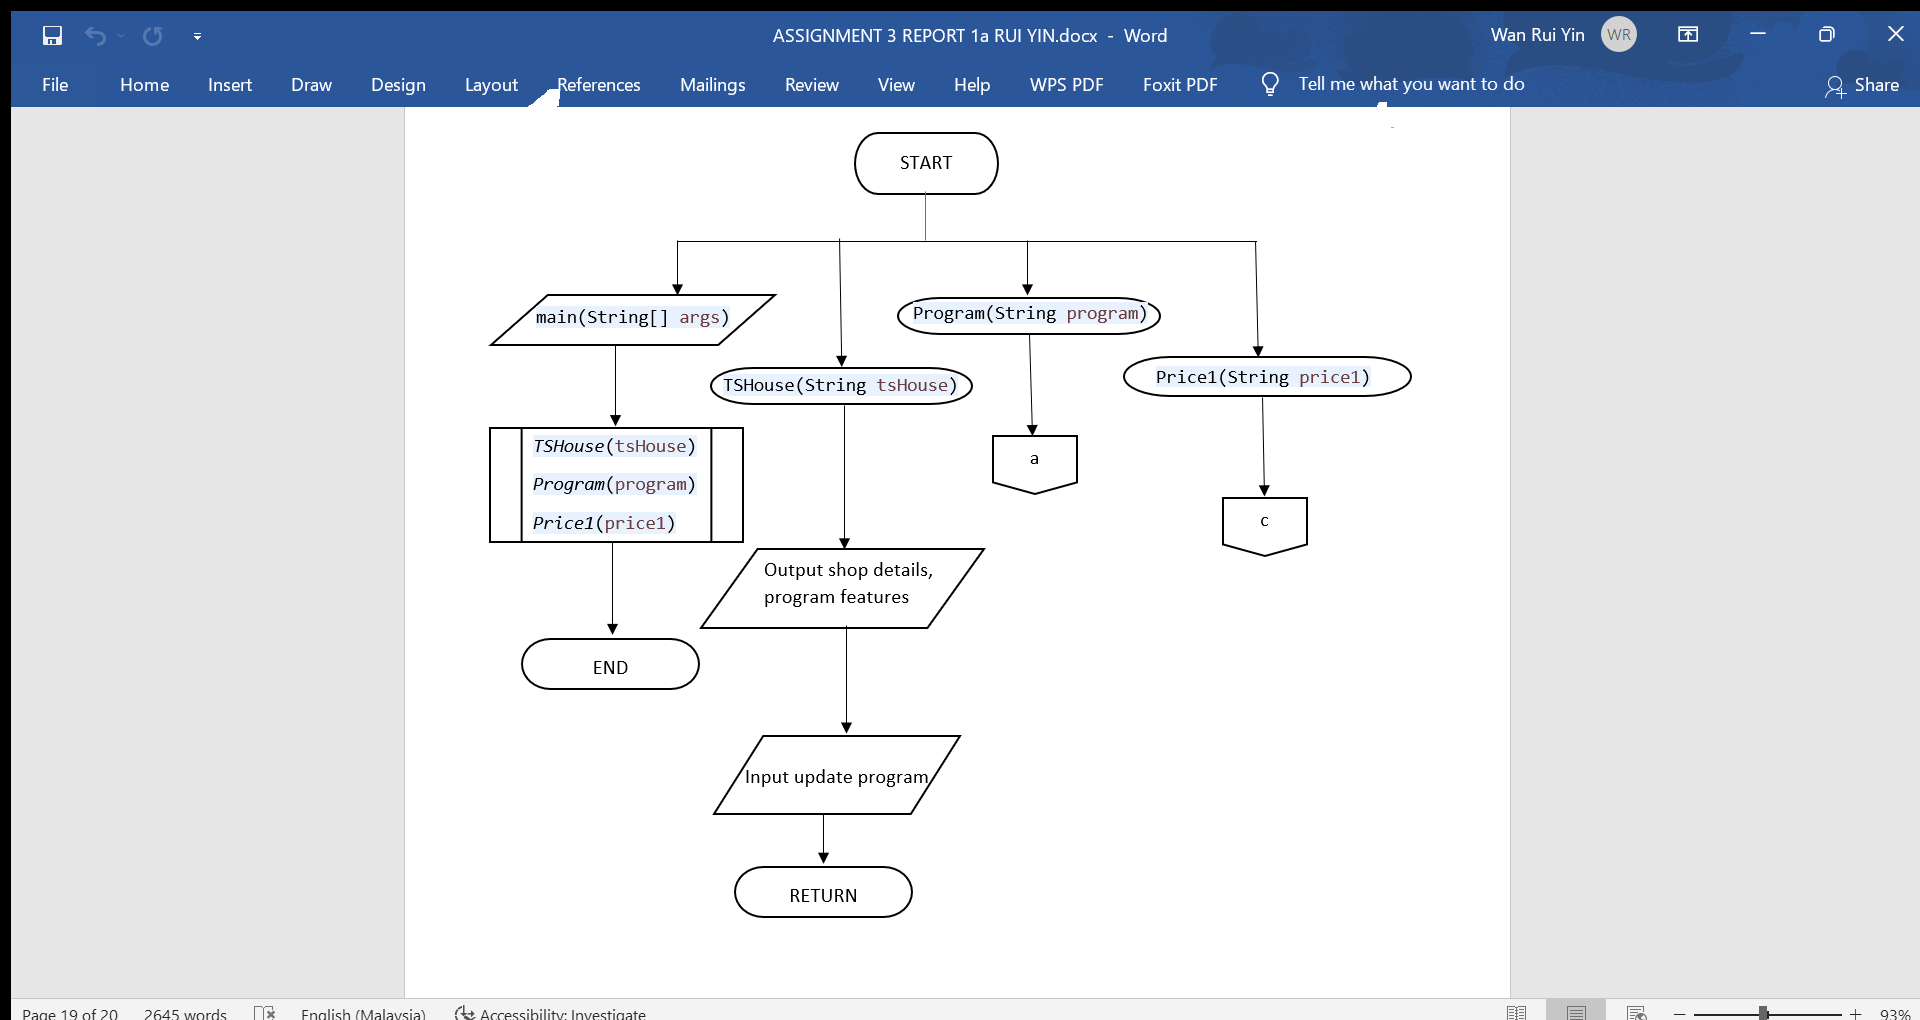 ASSIGNMENT 3 REPORT 1a RUI YIN.docx - Word
Wan Rui Yin
WR
File Home Insert Draw Design Layout References Mailings Review View Help WPS PDF Foxit PDF Tell me what you want to do Share
START
main(String[] args)
Program(String program)
TSHouse(String tsHouse)
Price1(String price1)
TSHouse(tsHouse)
Program(program)
Price1(price1)
a
c
Output shop details,
program features
END
Input update program
RETURN
Page 19 of 20 2645 words English (Malaysia) Accessibility: Investigate 93%